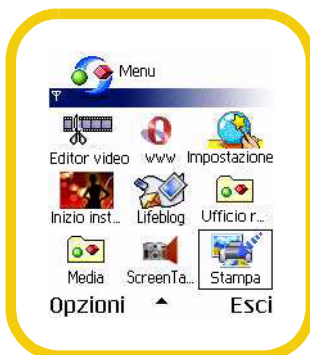 Menu
Editor video www Impostazione
Inizio inst... Lifeblog Ufficio r...
Media ScreenTa... Stampa
Opzioni Esci